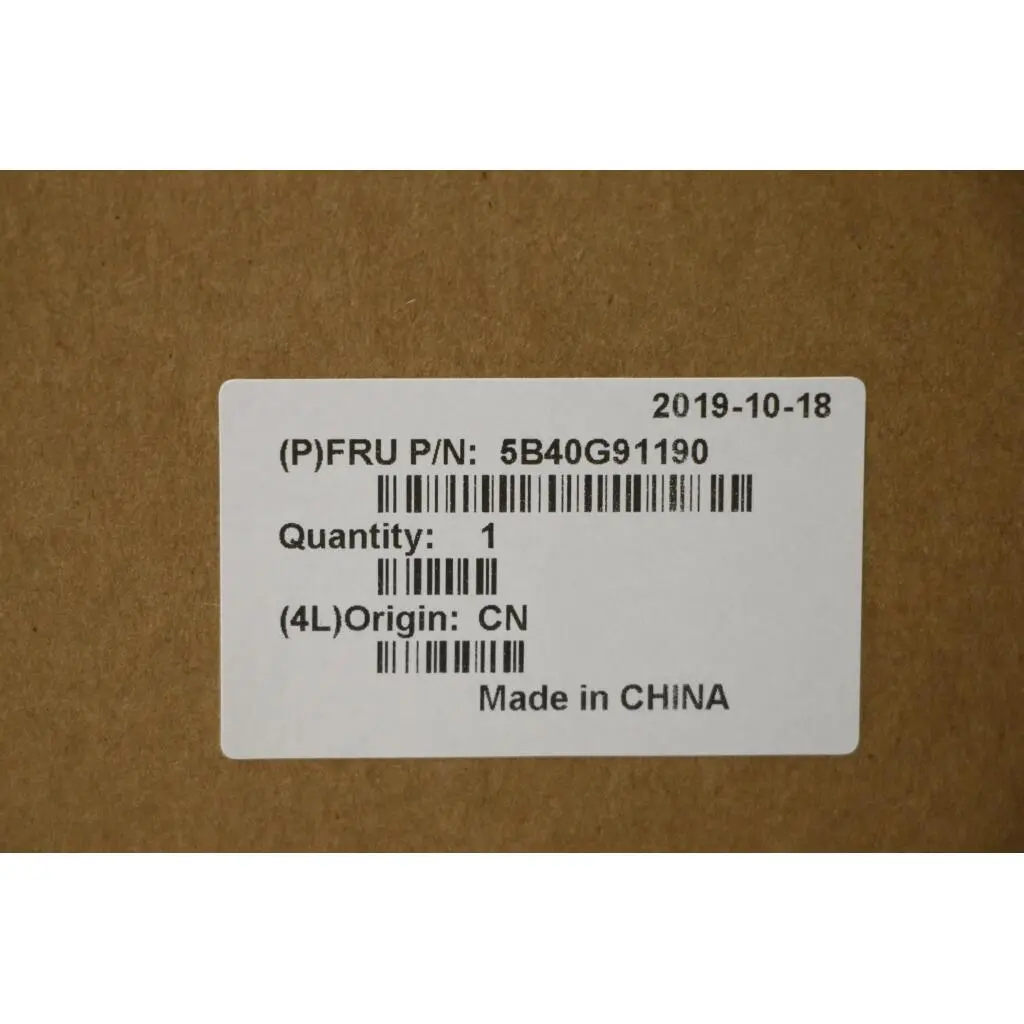 2019-10-18
(P)FRU P/N: 5B40G91190
Quantity: 1
(4L)Origin: CN
Made in CHINA